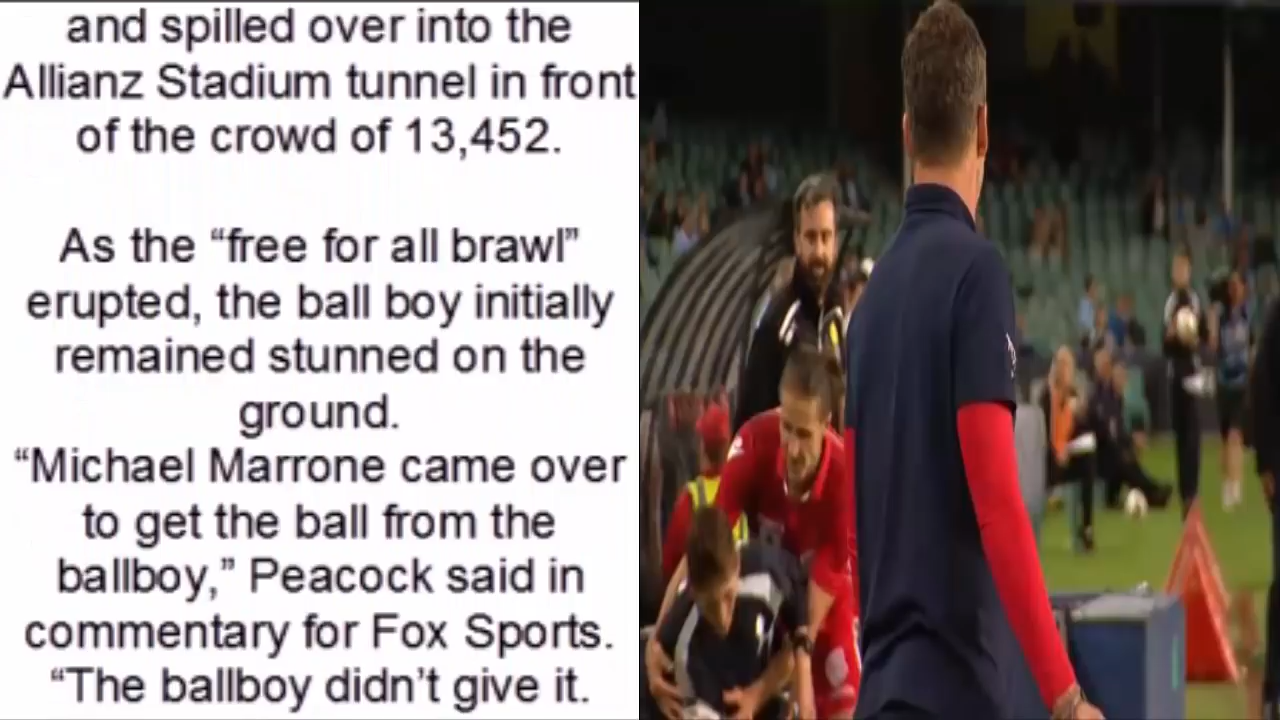 and spilled over into the
Allianz Stadium tunnel in front
of the crowd of 13,452.
As the “free for all brawl”
erupted, the ball boy initially
remained stunned on the
ground.
“Michael Marrone came over
to get the ball from the
ballboy,” Peacock said in
commentary for Fox Sports.
“The ballboy didn’t give it.